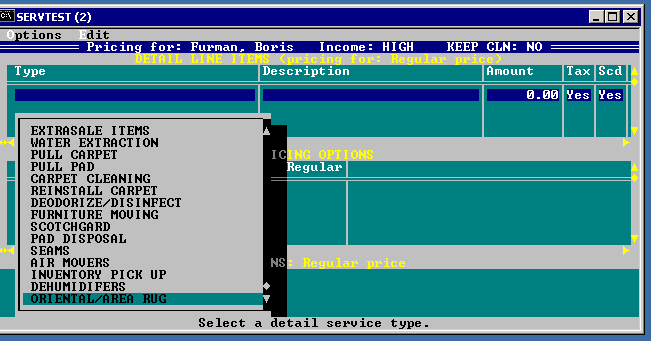 SERVTEST (2)
Options Edit
Pricing for: Furman, Boris Income: HIGH KEEP CLN: NO
DETAIL LINE ITEMS (pricing for: Regular price)
Type Description Amount Tax Scd
0.00 Yes Yes
EXTRASALE ITEMS
WATER EXTRACTION
PULL CARPET
PULL PAD
CARPET CLEANING
REINSTALL CARPET
DEODORIZE/DISINFECT
FURNITURE MOVING
SCOTCHGARD
PAD DISPOSAL
SEAMS
AIR MOVERS
INVENTORY PICK UP
DEHUMIDIFERS
ORIENTAL/AREA RUG
ICING OPTIONS
Regular
NS: Regular price
Select a detail service type.